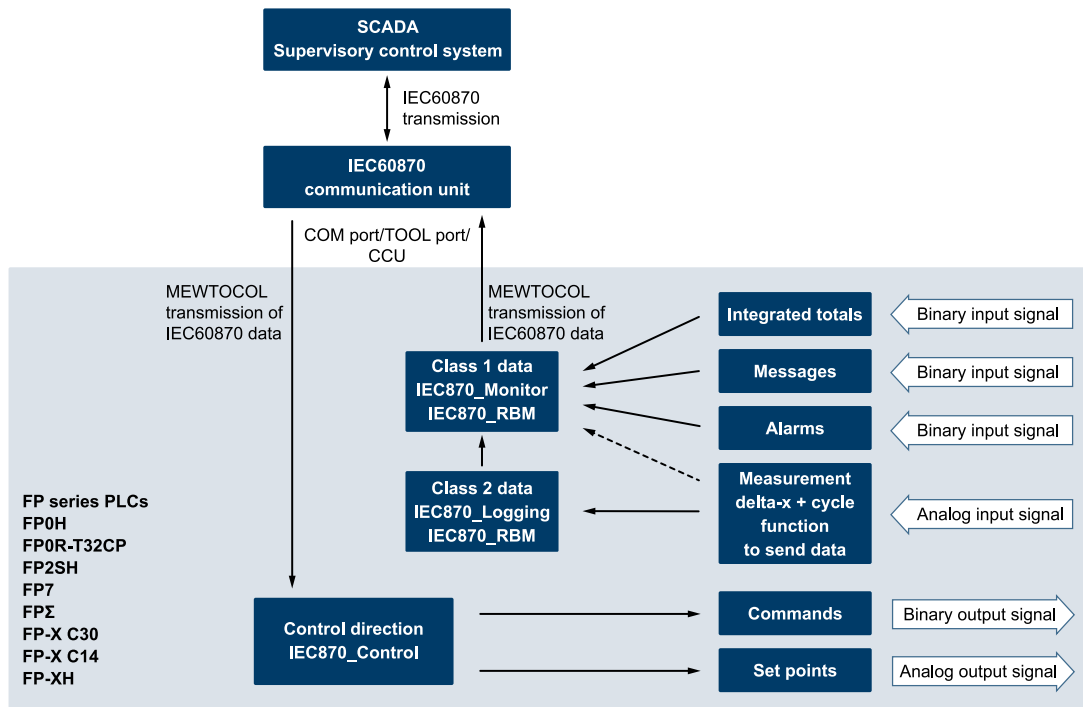 SCADA
Supervisory control system
IEC60870
transmission
IEC60870
communication unit
COM port/TOOL port/
CCU
MEWTOCOL
transmission of
IEC60870 data
MEWTOCOL
transmission of
IEC60870 data
Integrated totals
Binary input signal
Class 1 data
IEC870_Monitor
IEC870_RBM
Messages
Binary input signal
Alarms
Binary input signal
Class 2 data
IEC870_Logging
IEC870_RBM
Measurement
delta-x + cycle
function
to send data
Analog input signal
FP series PLCs
FP0H
FP0R-T32CP
FP2SH
FP7
FPΣ
FP-X C30
FP-X C14
FP-XH
Control direction
IEC870_Control
Commands
Binary output signal
Set points
Analog output signal